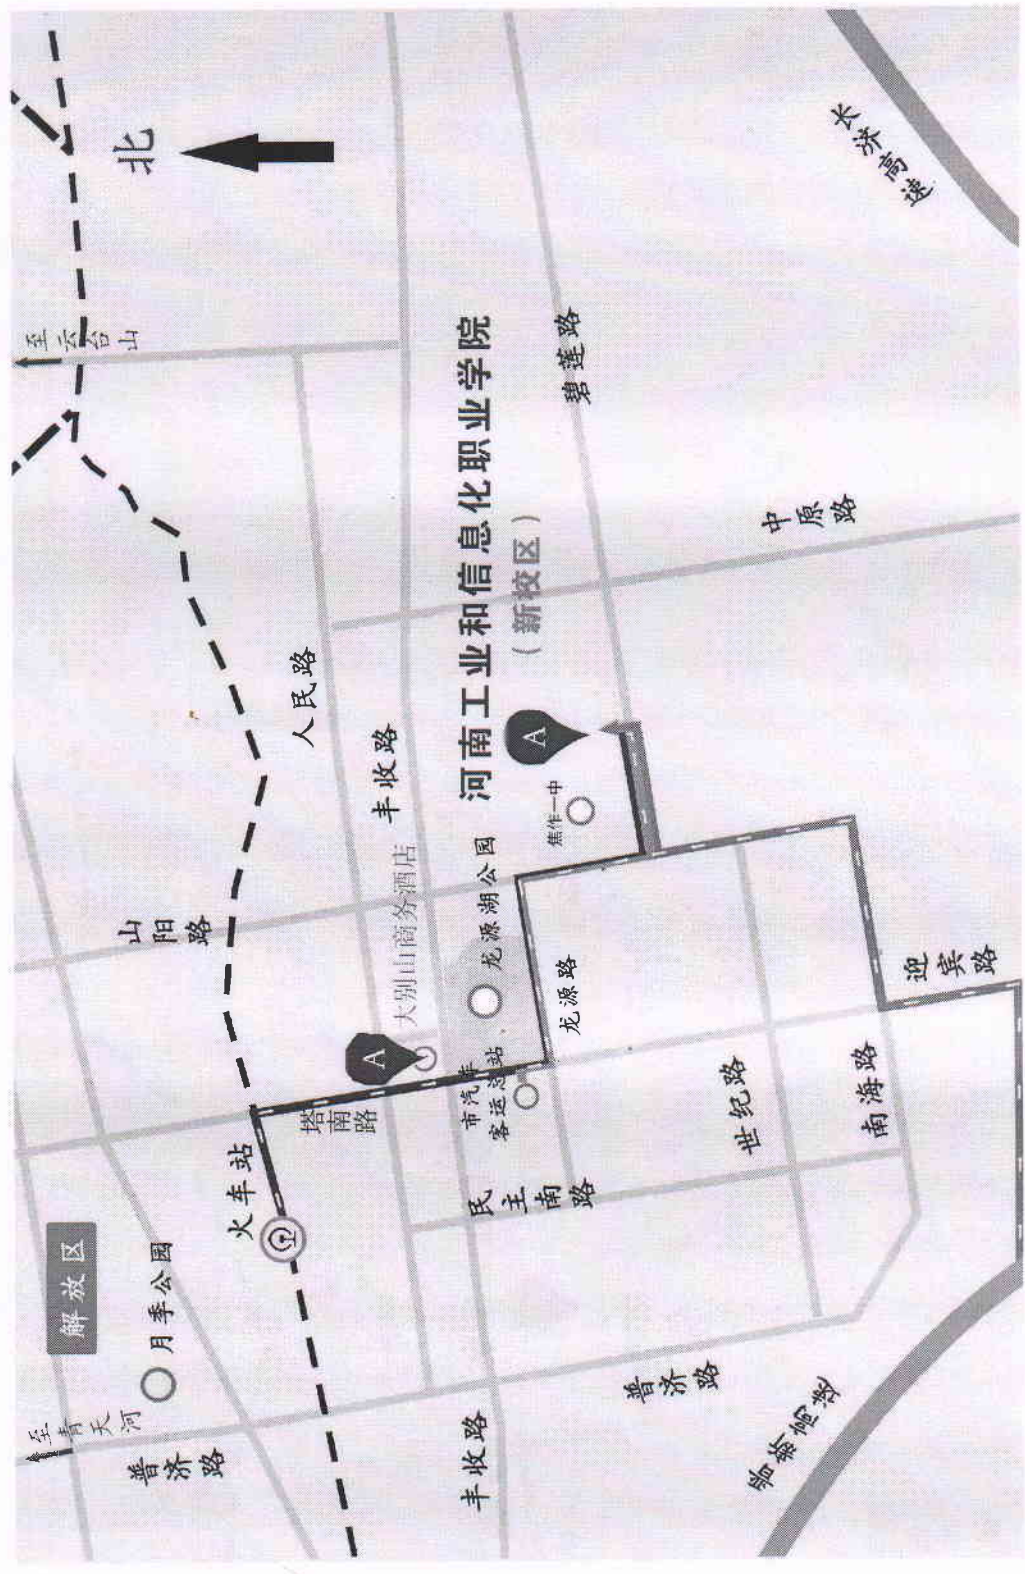 至青天河
普济路
解放区
月季公园
火车站
山阳路
至云台山
北
塔南路
人民路
丰收路
A
大别山商务酒店
丰收路
市汽车
客运总站
龙源湖公园
河南工业和信息化职业学院
（新校区）
A
焦作一中
民主南路
龙源路
碧莲路
普济路
世纪路
南海路
迎宾路
中原路
长济高速